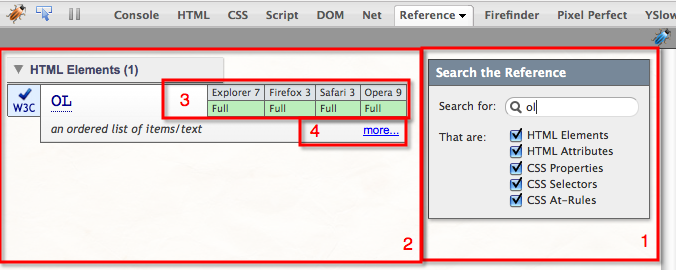 Console HTML CSS Script DOM Net Reference Firefinder Pixel Perfect YSlow
HTML Elements (1)
W3C
OL
an ordered list of items/text
3
Explorer 7 Firefox 3 Safari 3 Opera 9
Full Full Full Full
4
more...
2
Search the Reference
Search for: ol
That are:
HTML Elements
HTML Attributes
CSS Properties
CSS Selectors
CSS At-Rules
1